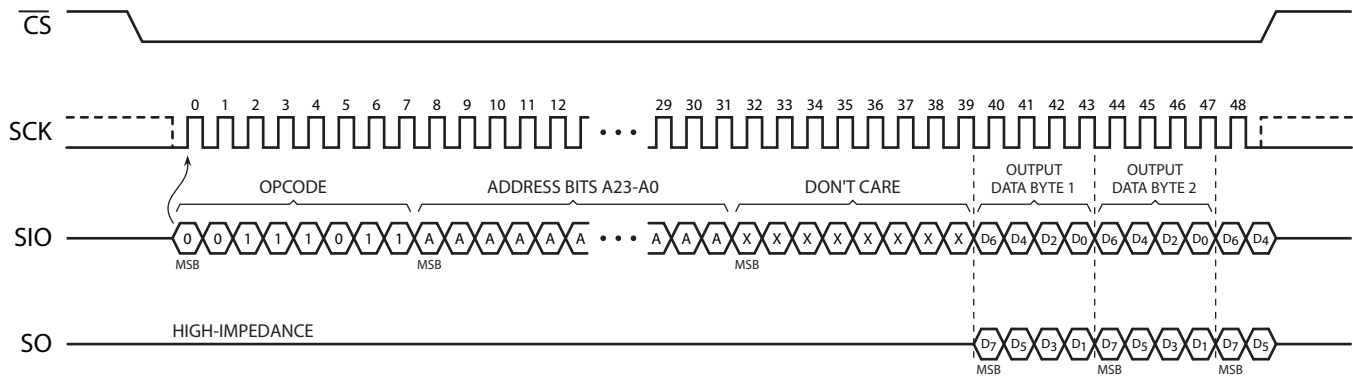 CS
0 1 2 3 4 5 6 7 8 9 10 11 12 29 30 31 32 33 34 35 36 37 38 39 40 41 42 43 44 45 46 47 48
SCK
OPCODE ADDRESS BITS A23-A0 DON'T CARE OUTPUT DATA BYTE 1 OUTPUT DATA BYTE 2
SIO 0 0 1 1 1 0 1 1 A A A A A A • • • A A A X X X X X X X X D6 D4 D2 D0 D6 D4 D2 D0 D6 D4
MSB MSB MSB
HIGH-IMPEDANCE
SO D7 D5 D3 D1 D7 D5 D3 D1 D7 D5
MSB MSB MSB